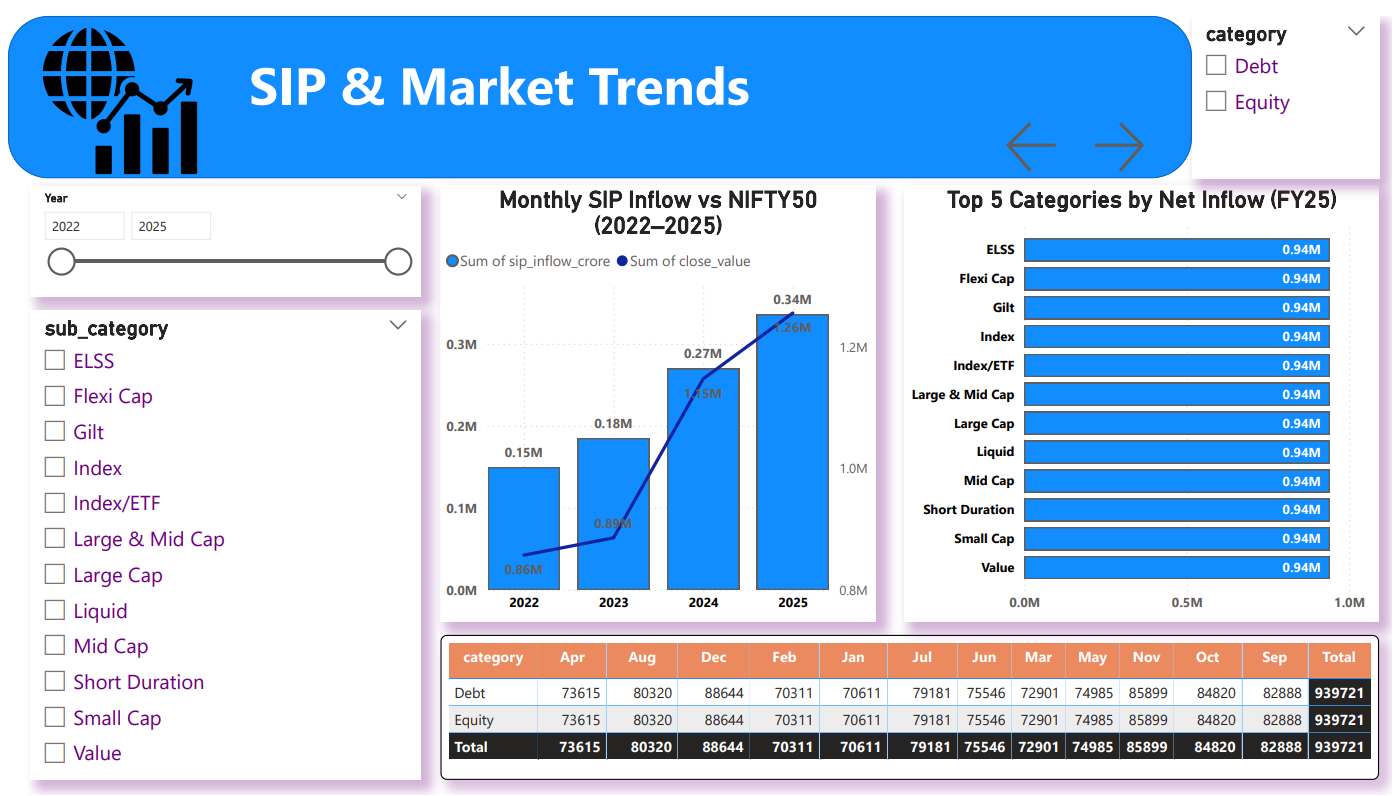 SIP & Market Trends
category
Debt
Equity
Year
2022 2025
sub_category
ELSS
Flexi Cap
Gilt
Index
Index/ETF
Large & Mid Cap
Large Cap
Liquid
Mid Cap
Short Duration
Small Cap
Value
Monthly SIP Inflow vs NIFTY50
(2022–2025)
Sum of sip_inflow_crore Sum of close_value
0.34M
1.26M
0.3M 1.2M
0.27M
1.15M
0.2M
0.18M
0.15M
1.0M
0.1M
0.89M
0.86M
0.0M 0.8M
2022 2023 2024 2025
Top 5 Categories by Net Inflow (FY25)
ELSS 0.94M
Flexi Cap 0.94M
Gilt 0.94M
Index 0.94M
Index/ETF 0.94M
Large & Mid Cap 0.94M
Large Cap 0.94M
Liquid 0.94M
Mid Cap 0.94M
Short Duration 0.94M
Small Cap 0.94M
Value 0.94M
0.0M 0.5M 1.0M
category Apr Aug Dec Feb Jan Jul Jun Mar May Nov Oct Sep Total
Debt 73615 80320 88644 70311 70611 79181 75546 72901 74985 85899 84820 82888 939721
Equity 73615 80320 88644 70311 70611 79181 75546 72901 74985 85899 84820 82888 939721
Total 73615 80320 88644 70311 70611 79181 75546 72901 74985 85899 84820 82888 939721